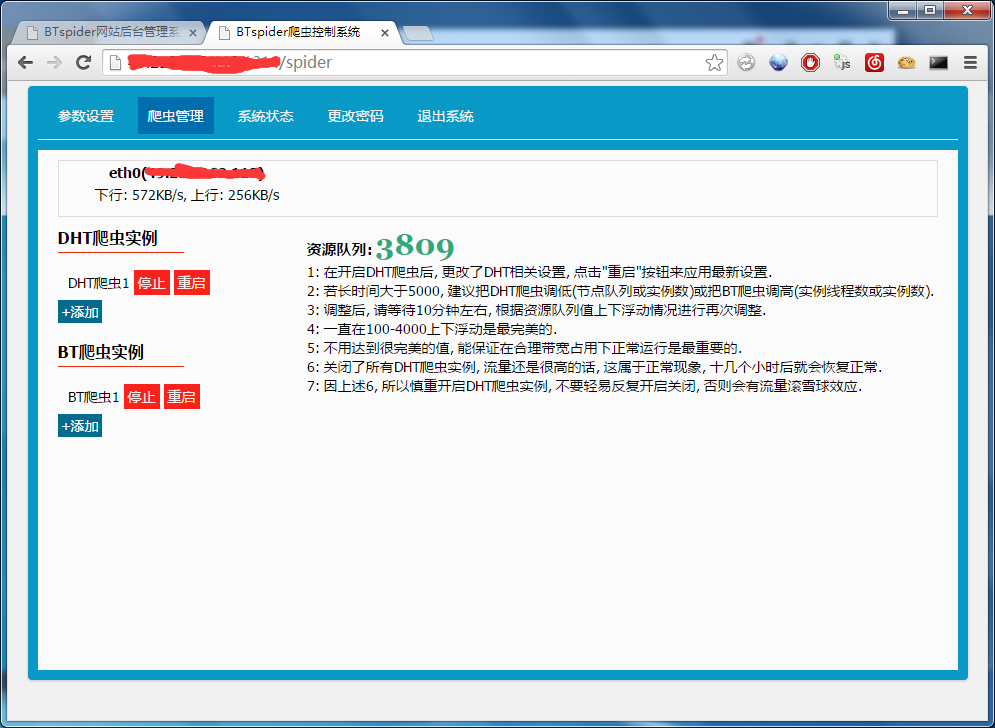 BTspider网站后台管理系
BTspider爬虫控制系统
/spider
js
参数设置 爬虫管理 系统状态 更改密码 退出系统
eth0(
下行: 572KB/s, 上行: 256KB/s
DHT爬虫实例
DHT爬虫1 停止 重启
+添加
BT爬虫实例
BT爬虫1 停止 重启
+添加
资源队列: 3809
1: 在开启DHT爬虫后, 更改了DHT相关设置, 点击"重启"按钮来应用最新设置.
2: 若长时间大于5000, 建议把DHT爬虫调低(节点队列或实例数)或把BT爬虫调高(实例线程数或实例数).
3: 调整后, 请等待10分钟左右, 根据资源队列值上下浮动情况进行再次调整.
4: 一直在100-4000上下浮动是最完美的.
5: 不用达到很完美的值, 能保证在合理带宽占用下正常运行是最重要的.
6: 关闭了所有DHT爬虫实例, 流量还是很高的话, 这属于正常现象, 十几个小时后就会恢复正常.
7: 因上述6, 所以慎重开启DHT爬虫实例, 不要轻易反复开启关闭, 否则会有流量滚雪球效应.